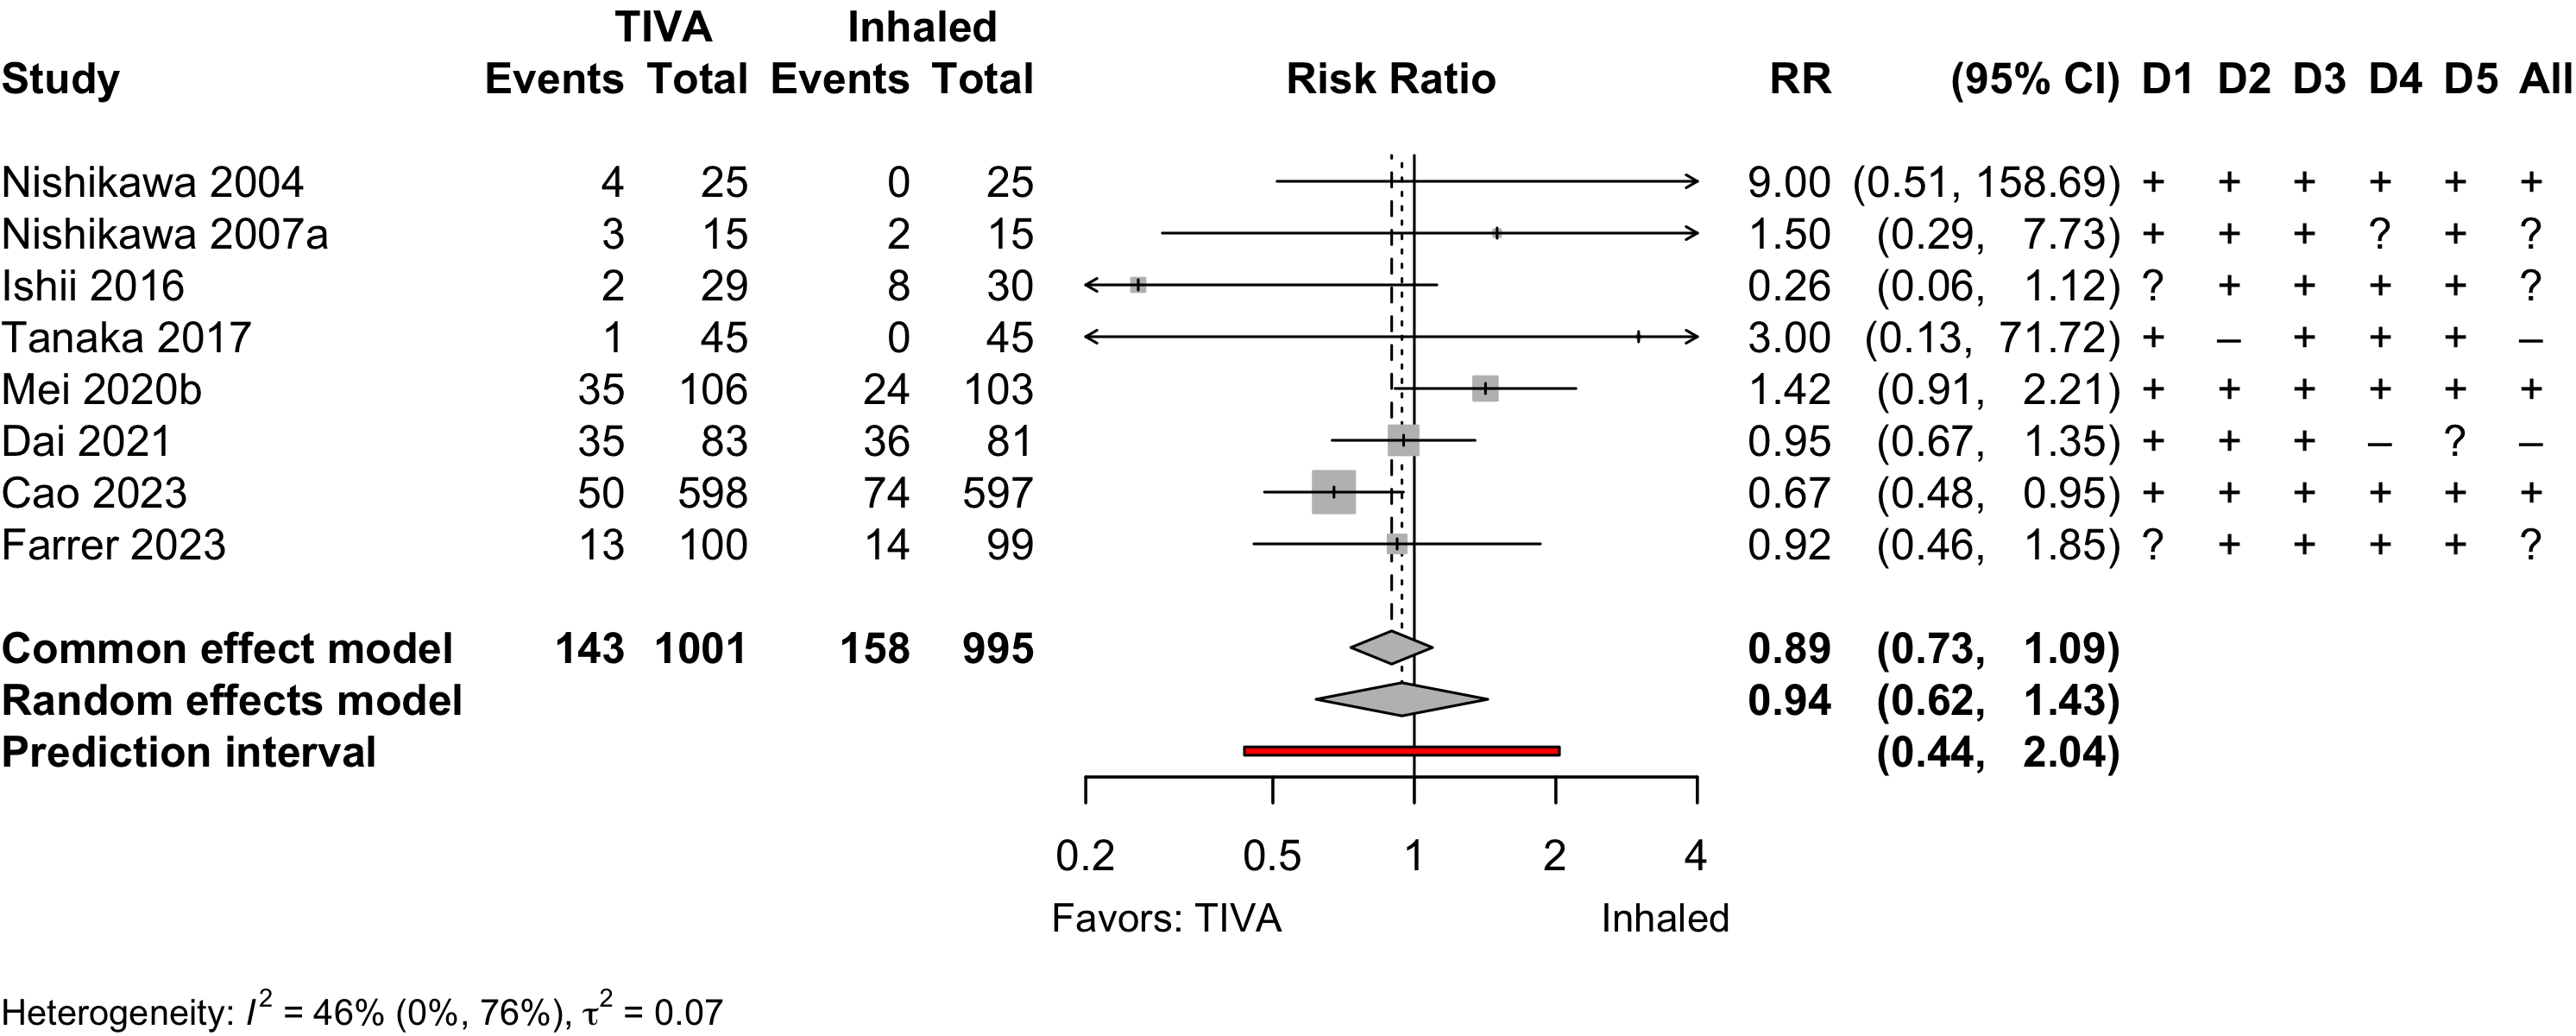 TIVA Inhaled
Study Events Total Events Total Risk Ratio RR (95% CI) D1 D2 D3 D4 D5 All
Nishikawa 2004 4 25 0 25 9.00 (0.51, 158.69) + + + + + +
Nishikawa 2007a 3 15 2 15 1.50 (0.29, 7.73) + + + ? + ?
Ishii 2016 2 29 8 30 0.26 (0.06, 1.12) ? + + + + ?
Tanaka 2017 1 45 0 45 3.00 (0.13, 71.72) + – + + + –
Mei 2020b 35 106 24 103 1.42 (0.91, 2.21) + + + + + +
Dai 2021 35 83 36 81 0.95 (0.67, 1.35) + + + – ? –
Cao 2023 50 598 74 597 0.67 (0.48, 0.95) + + + + + +
Farrer 2023 13 100 14 99 0.92 (0.46, 1.85) ? + + + + ?
Common effect model 143 1001 158 995 0.89 (0.73, 1.09)
Random effects model 0.94 (0.62, 1.43)
Prediction interval (0.44, 2.04)
0.2 0.5 1 2 4
Favors: TIVA Inhaled
Heterogeneity: I² = 46% (0%, 76%), τ² = 0.07